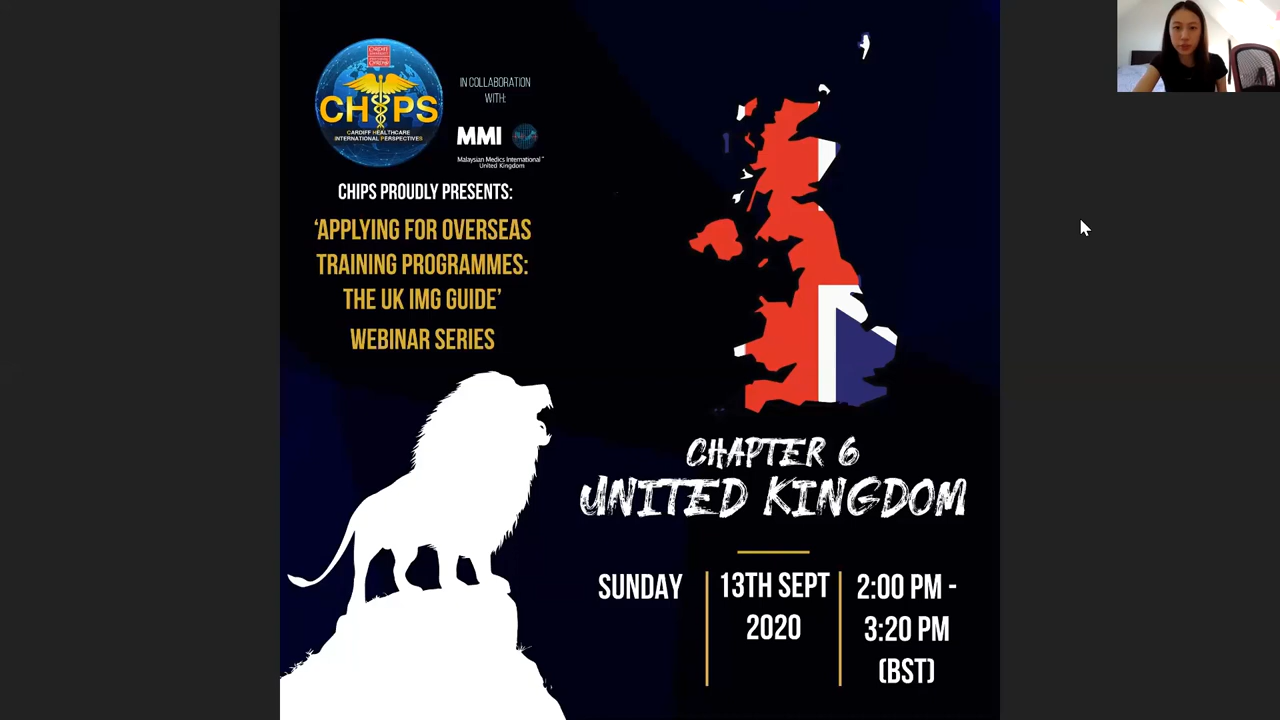 CHIPS
CARDIFF HEALTHCARE
INTERNATIONAL PERSPECTIVES
IN COLLABORATION
WITH:
MMI
Malaysian Medics International™
United Kingdom
CHIPS PROUDLY PRESENTS:
‘APPLYING FOR OVERSEAS
TRAINING PROGRAMMES:
THE UK IMG GUIDE’
WEBINAR SERIES
CHAPTER 6
UNITED KINGDOM
SUNDAY
13TH SEPT
2020
2:00 PM -
3:20 PM
(BST)